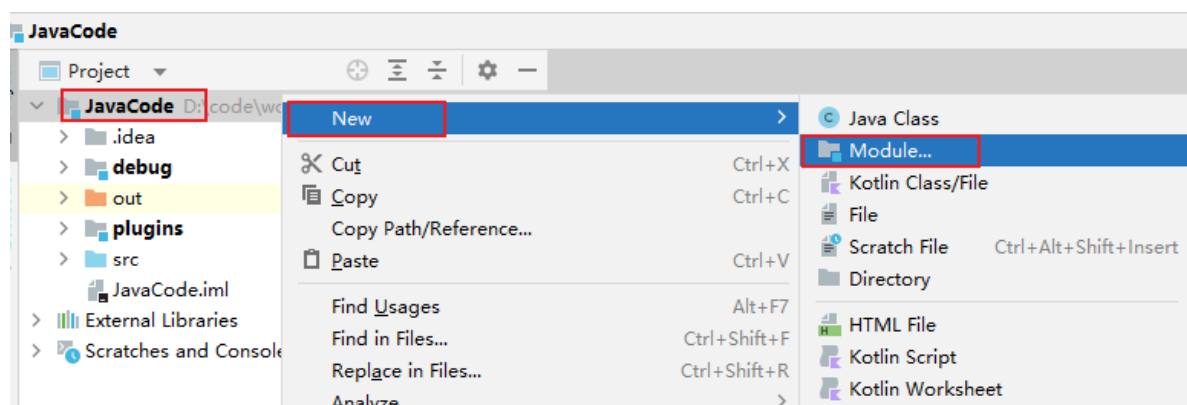 JavaCode
Project
JavaCode D:\code\wo
.idea
debug
out
plugins
src
JavaCode.iml
External Libraries
Scratches and Console
New
Cut Ctrl+X
Copy Ctrl+C
Copy Path/Reference...
Paste Ctrl+V
Find Usages Alt+F7
Find in Files... Ctrl+Shift+F
Replace in Files... Ctrl+Shift+R
Analyze
Java Class
Module...
Kotlin Class/File
File
Scratch File Ctrl+Alt+Shift+Insert
Directory
HTML File
Kotlin Script
Kotlin Worksheet